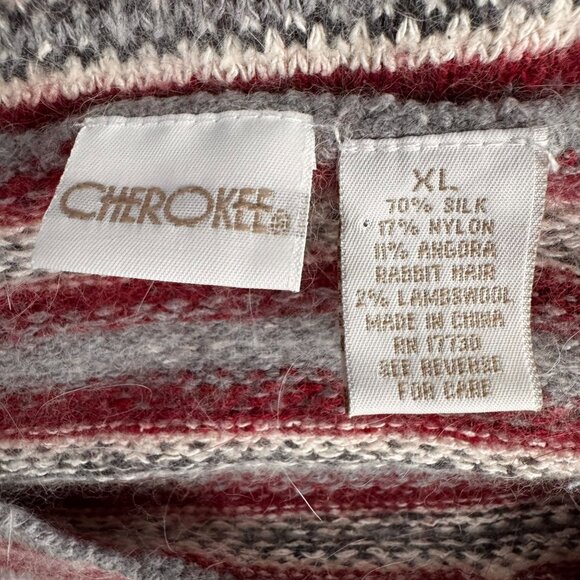 CHEROKEE®
XL
70% SILK
17% NYLON
11% ANGORA
RABBIT HAIR
2% LAMBSWOOL
MADE IN CHINA
RN 17730
SEE REVERSE
FOR CARE